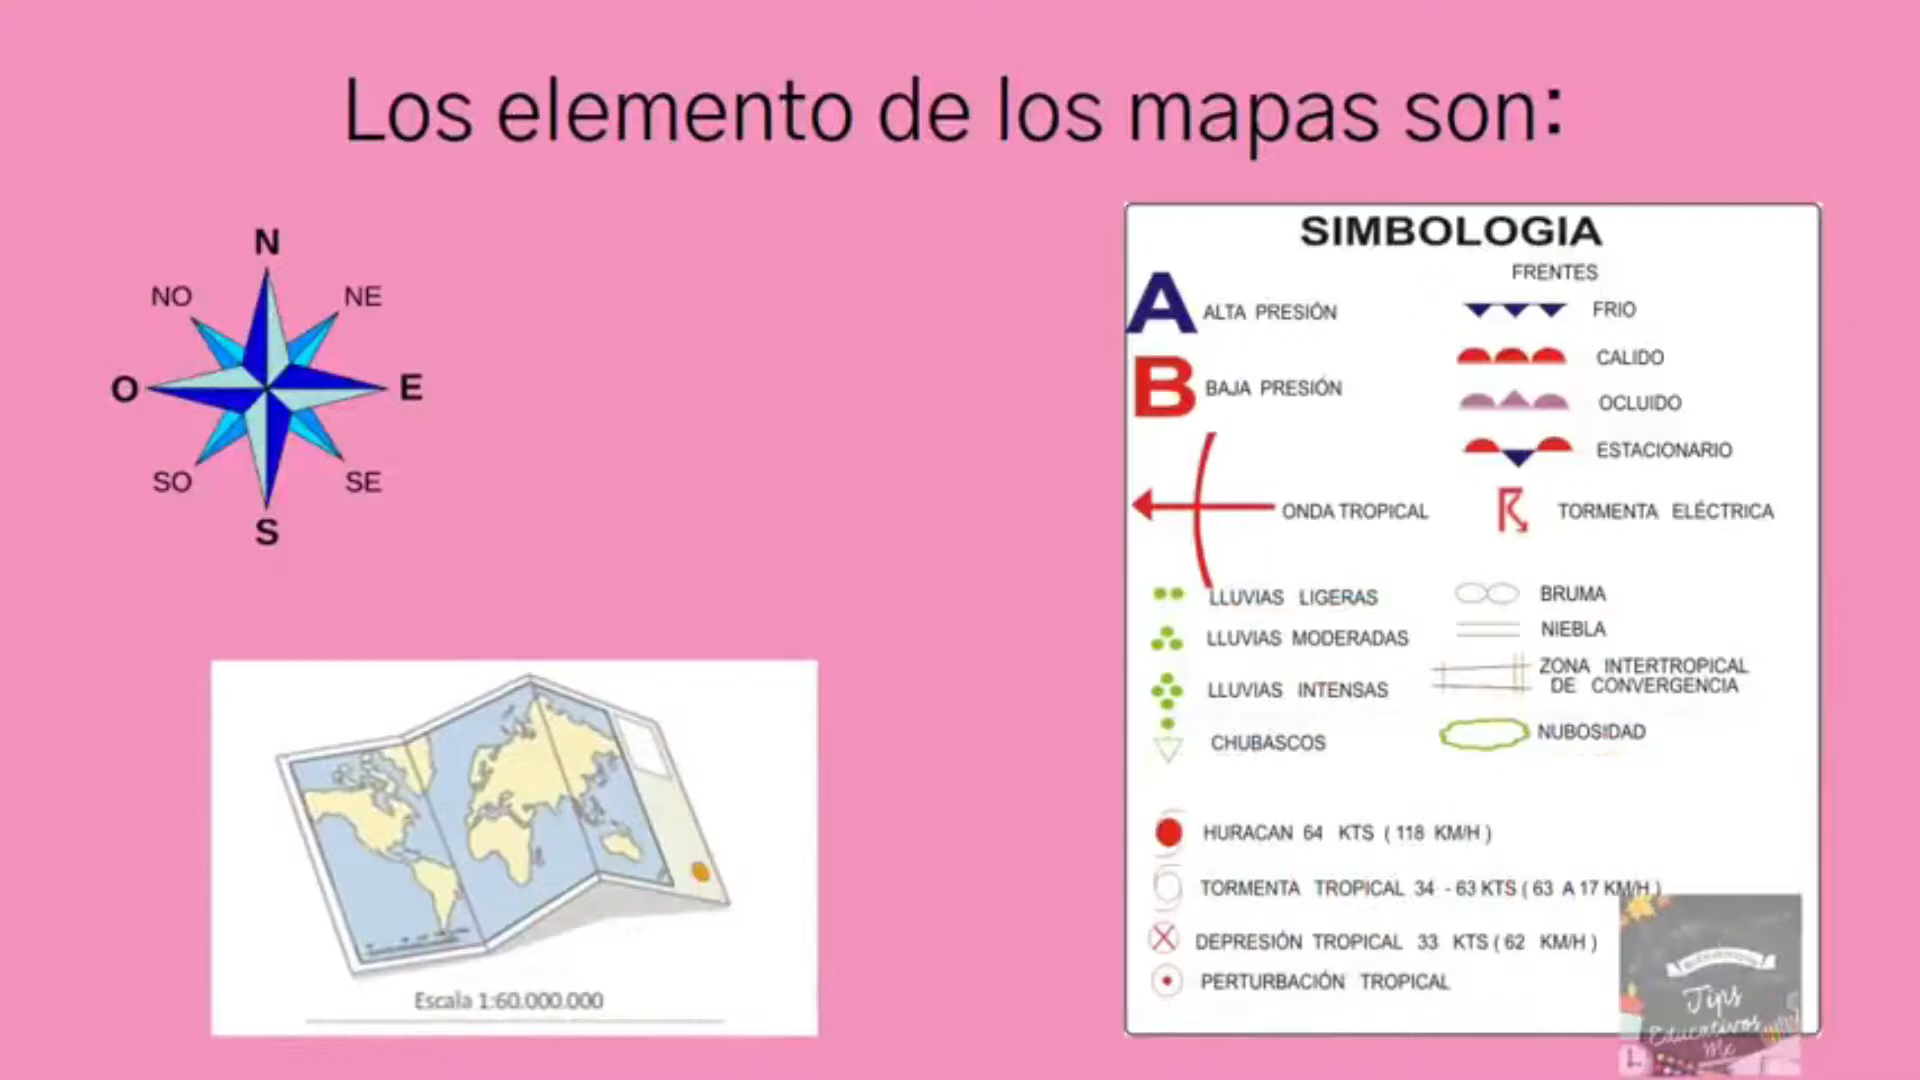 Los elemento de los mapas son:
N
NO
NE
O
E
SO
SE
S
Escala 1:60.000.000
SIMBOLOGIA
FRENTES
A ALTA PRESIÓN
FRIO
B BAJA PRESIÓN
CALIDO
OCLUIDO
ESTACIONARIO
ONDA TROPICAL
TORMENTA ELÉCTRICA
LLUVIAS LIGERAS
BRUMA
LLUVIAS MODERADAS
NIEBLA
LLUVIAS INTENSAS
ZONA INTERTROPICAL
DE CONVERGENCIA
CHUBASCOS
NUBOSIDAD
HURACAN 64 KTS ( 118 KM/H )
TORMENTA TROPICAL 34 - 63 KTS ( 63 A 17 KM/H )
DEPRESIÓN TROPICAL 33 KTS ( 62 KM/H )
PERTURBACIÓN TROPICAL
Tips
Educativos
Mx